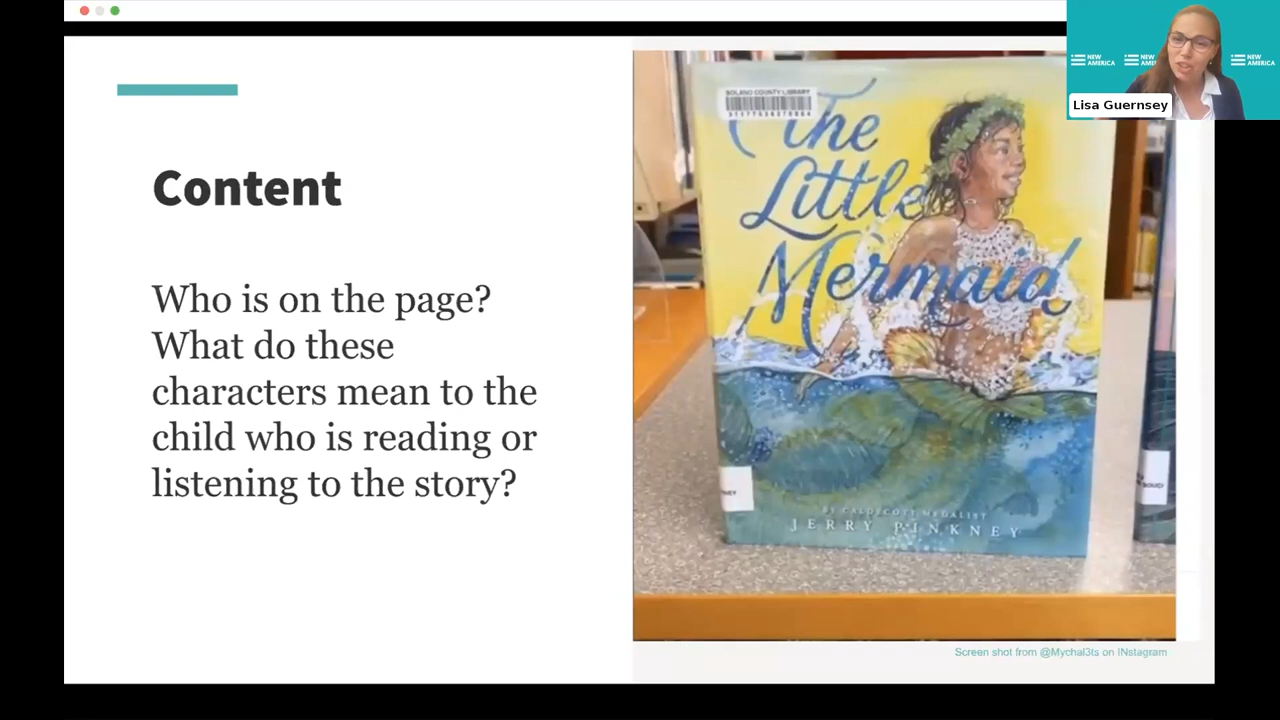 NEW
AMERICA
NEW
AMERICA
NEW
AMERICA
Lisa Guernsey
Content
Who is on the page?
What do these
characters mean to the
child who is reading or
listening to the story?
SOLANO COUNTY LIBRARY
The
Little
Mermaid
BY CALDECOTT MEDALIST
JERRY PINKNEY
Screen shot from @Mychal3ts on INstagram